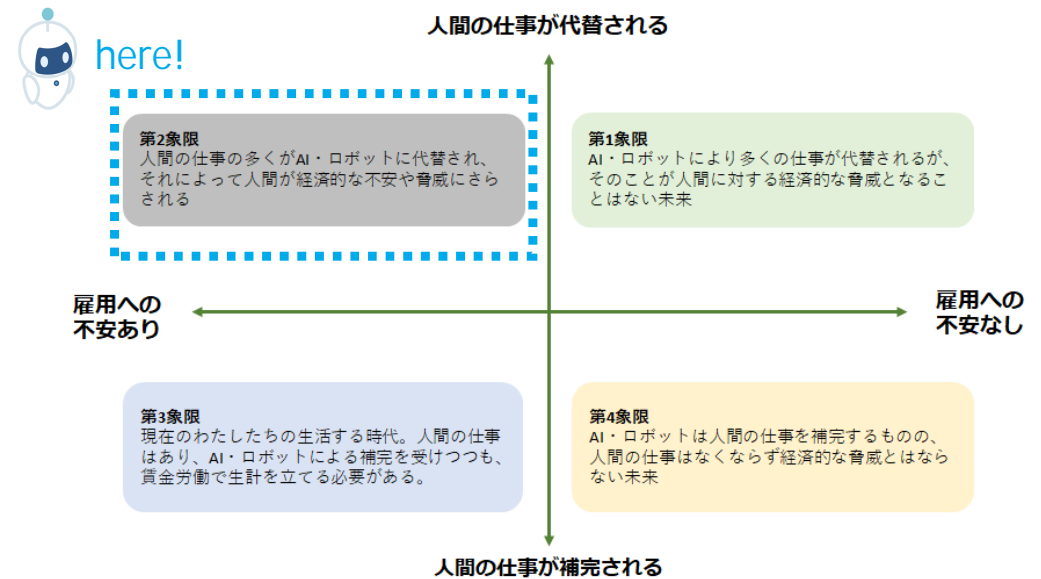 人間の仕事が代替される
here!
第2象限
人間の仕事の多くがAI・ロボットに代替され、
それによって人間が経済的な不安や脅威にさら
される
第1象限
AI・ロボットにより多くの仕事が代替されるが、
そのことが人間に対する経済的な脅威となるこ
とはない未来
雇用への
不安あり
雇用への
不安なし
第3象限
現在のわたしたちの生活する時代。人間の仕事
はあり、AI・ロボットによる補完を受けつつも、
賃金労働で生計を立てる必要がある。
第4象限
AI・ロボットは人間の仕事を補完するものの、
人間の仕事はなくならず経済的な脅威とはなら
ない未来
人間の仕事が補完される